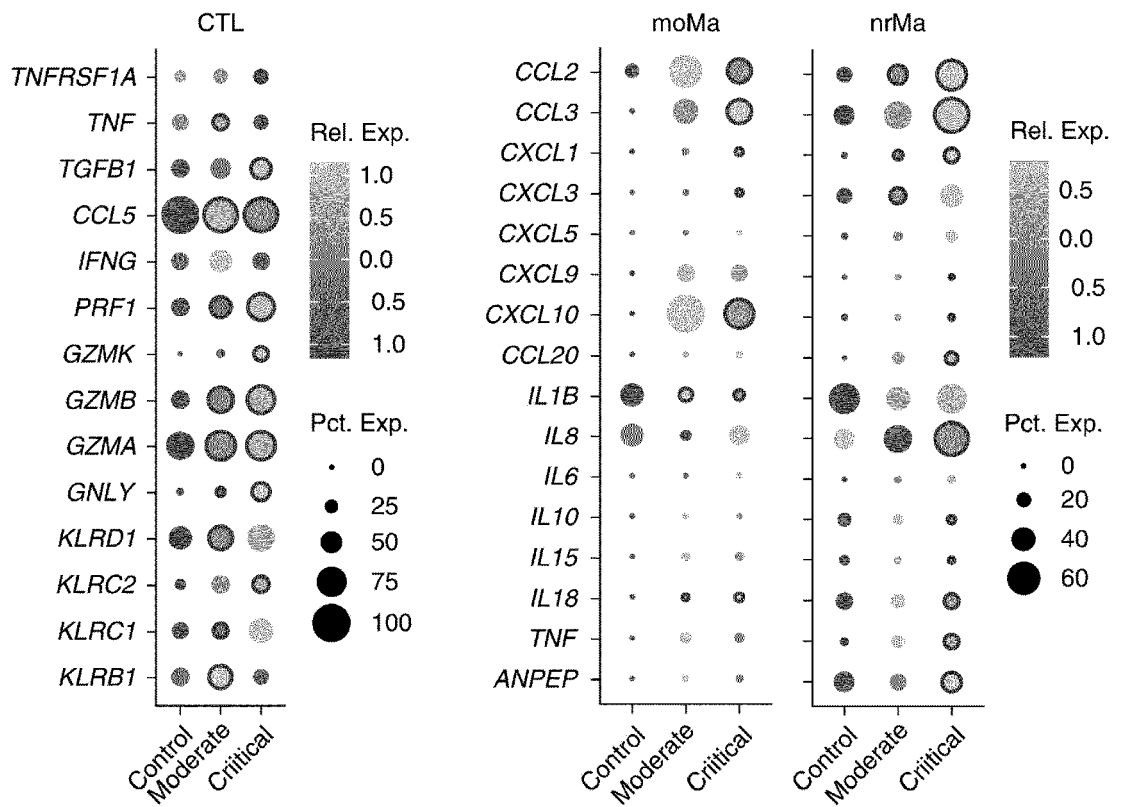 CTL
TNFRSF1A
TNF
TGFB1
CCL5
IFNG
PRF1
GZMK
GZMB
GZMA
GNLY
KLRD1
KLRC2
KLRC1
KLRB1
Control
Moderate
Criitical
Rel. Exp.
1.0
0.5
0.0
0.5
1.0
Pct. Exp.
0
25
50
75
100
moMa
nrMa
CCL2
CCL3
CXCL1
CXCL3
CXCL5
CXCL9
CXCL10
CCL20
IL1B
IL8
IL6
IL10
IL15
IL18
TNF
ANPEP
Control
Moderate
Criitical
Control
Moderate
Criitical
Rel. Exp.
0.5
0.0
0.5
1.0
Pct. Exp.
0
20
40
60